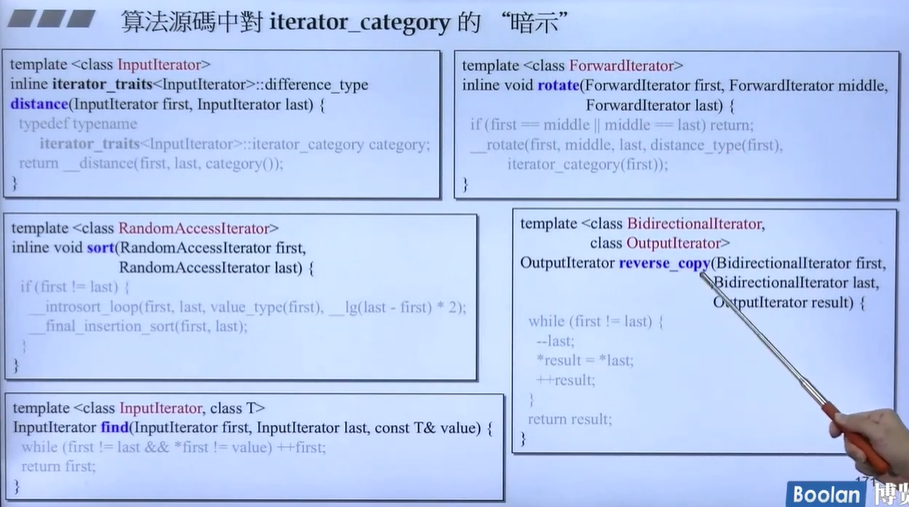 算法源碼中對 iterator_category 的 “暗示”
template <class InputIterator>
inline iterator_traits<InputIterator>::difference_type
distance(InputIterator first, InputIterator last) {
typedef typename
iterator_traits<InputIterator>::iterator_category category;
return __distance(first, last, category());
}
template <class ForwardIterator>
inline void rotate(ForwardIterator first, ForwardIterator middle,
ForwardIterator last) {
if (first == middle || middle == last) return;
__rotate(first, middle, last, distance_type(first),
iterator_category(first));
}
template <class RandomAccessIterator>
inline void sort(RandomAccessIterator first,
RandomAccessIterator last) {
if (first != last) {
__introsort_loop(first, last, value_type(first), __lg(last - first) * 2);
__final_insertion_sort(first, last);
}
}
template <class BidirectionalIterator,
class OutputIterator>
OutputIterator reverse_copy(BidirectionalIterator first,
BidirectionalIterator last,
OutputIterator result) {
while (first != last) {
--last;
*result = *last;
++result;
}
return result;
}
template <class InputIterator, class T>
InputIterator find(InputIterator first, InputIterator last, const T& value) {
while (first != last && *first != value) ++first;
return first;
}
171
Boolan 博览